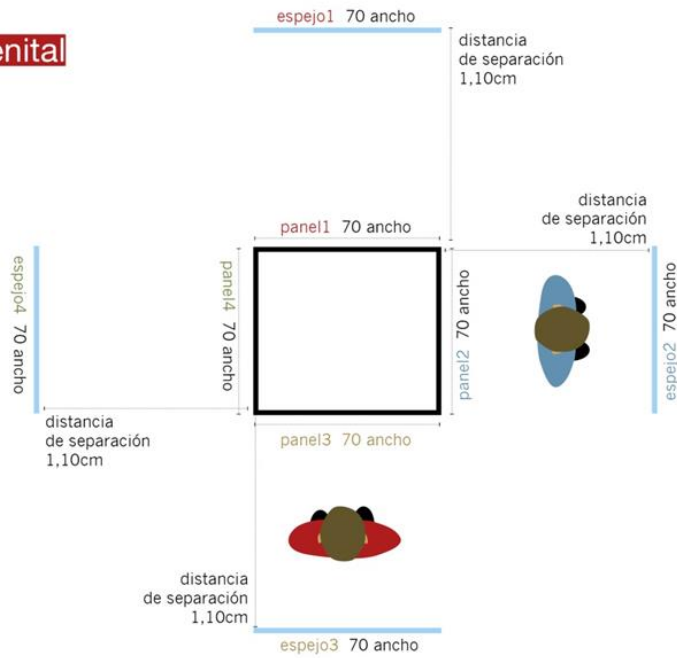 enital
espejo1 70 ancho
distancia
de separación
1,10cm
distancia
de separación
1,10cm
panel1 70 ancho
espejo4 70 ancho
panel4 70 ancho
panel2 70 ancho
espejo2 70 ancho
distancia
de separación
1,10cm
panel3 70 ancho
distancia
de separación
1,10cm
espejo3 70 ancho